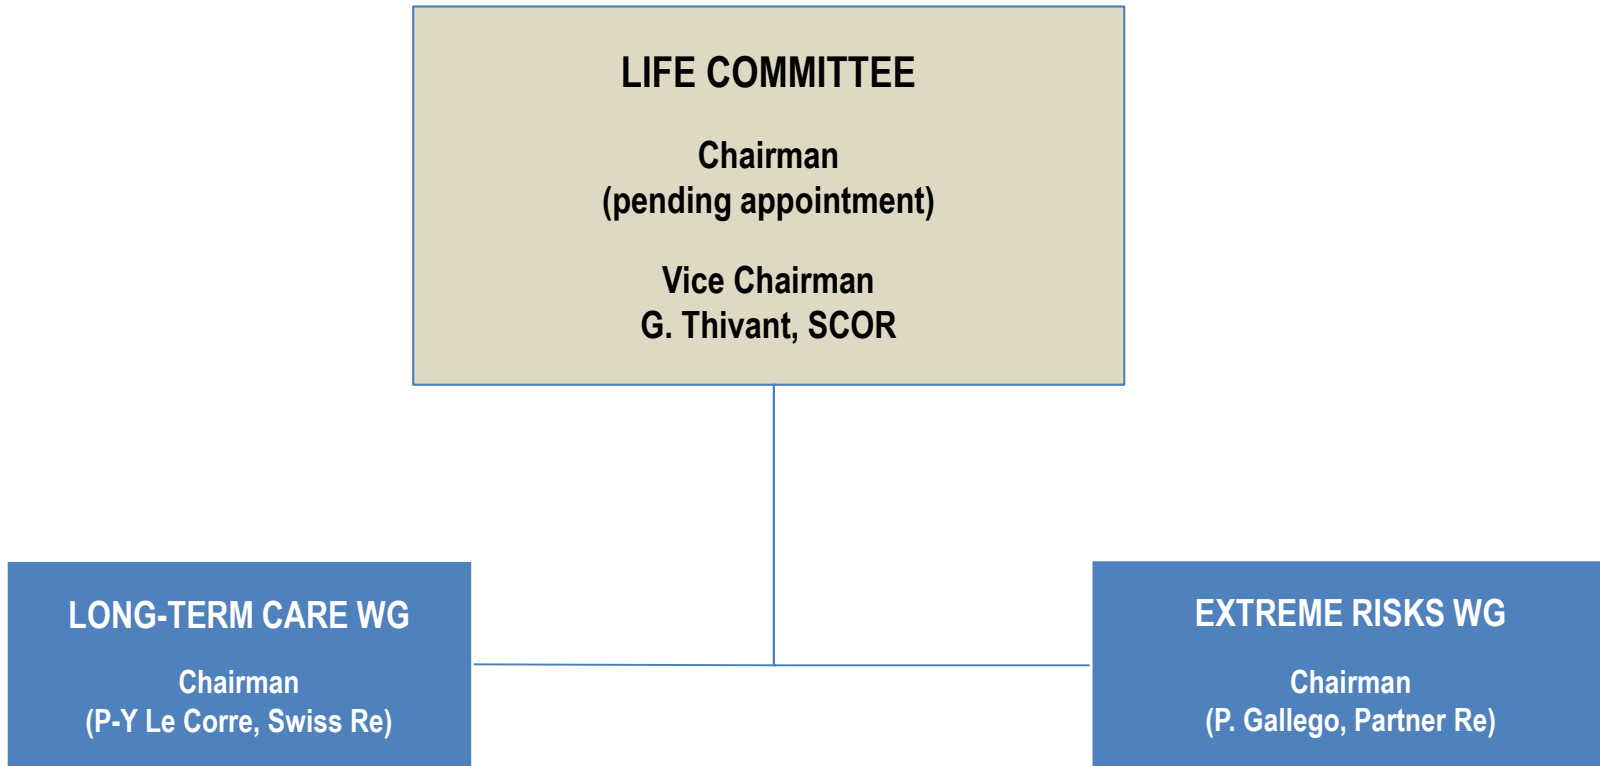 LIFE COMMITTEE
Chairman
(pending appointment)
Vice Chairman
G. Thivant, SCOR
LONG-TERM CARE WG
Chairman
(P-Y Le Corre, Swiss Re)
EXTREME RISKS WG
Chairman
(P. Gallego, Partner Re)